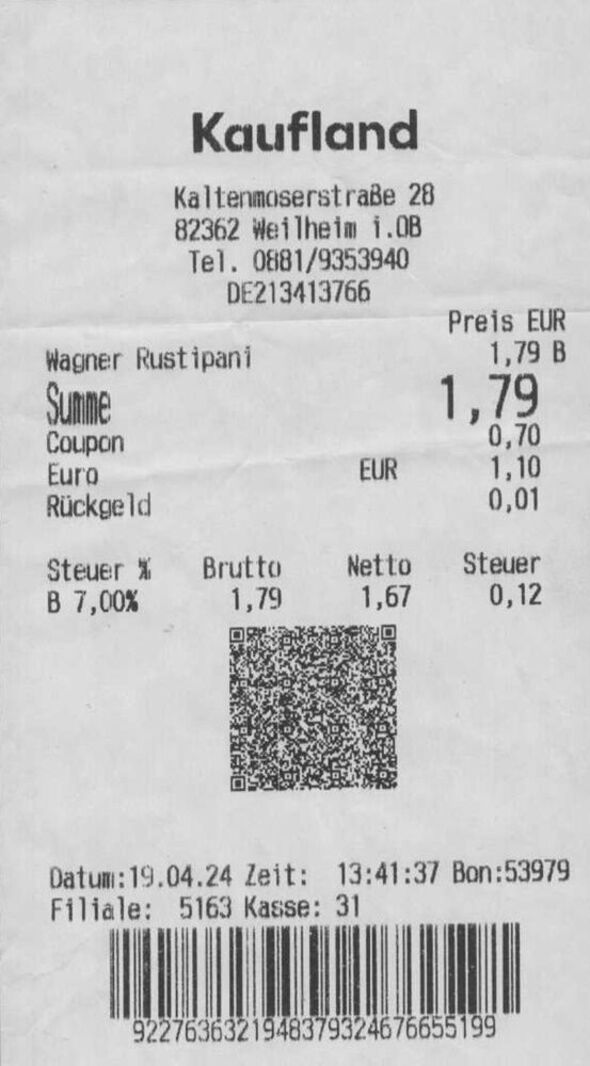 Kaufland
Kaltenmoserstraße 28
82362 Weilheim i.OB
Tel. 0881/9353940
DE213413766
Preis EUR
Wagner Rustipani 1,79 B
Summe 1,79
Coupon 0,70
Euro EUR 1,10
Rückgeld 0,01
Steuer % Brutto Netto Steuer
B 7,00% 1,79 1,67 0,12
Datum:19.04.24 Zeit: 13:41:37 Bon:53979
Filiale: 5163 Kasse: 31
9227636321948379324676655199